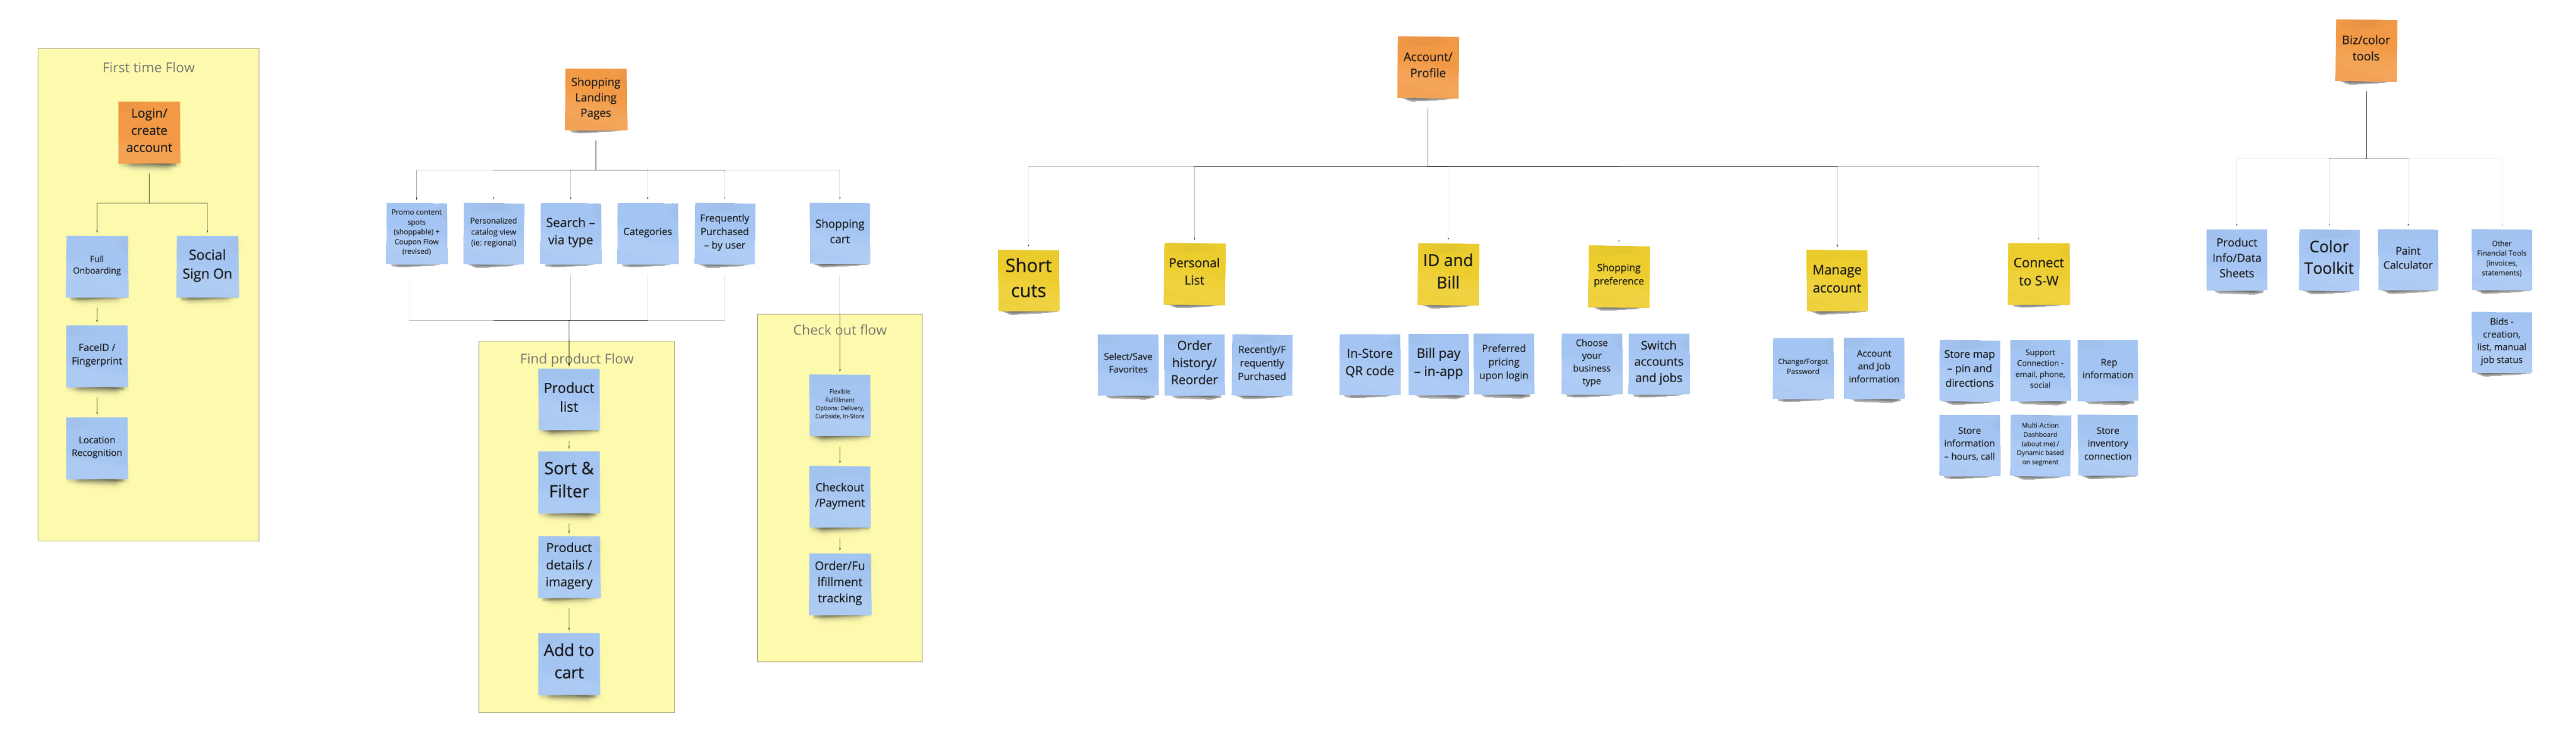 First time Flow
Login/
create
account
Full
Onboarding
Social
Sign On
FaceID /
Fingerprint
Location
Recognition
Shopping
Landing
Pages
Promo content
spots
(shoppable) +
Coupon Flow
(revised)
Personalized
catalog view
(ie: regional)
Search –
via type
Categories
Frequently
Purchased
– by user
Shopping
cart
Find product Flow
Product
list
Sort &
Filter
Product
details /
imagery
Add to
cart
Check out flow
Flexible
Fulfillment
Options: Delivery,
Curbside, In-Store
Checkout
/Payment
Order/Fu
lfillment
tracking
Account/
Profile
Short
cuts
Personal
List
Select/Save
Favorites
Order
history/
Reorder
Recently/F
requently
Purchased
ID and
Bill
In-Store
QR code
Bill pay
– in-app
Preferred
pricing
upon login
Shopping
preference
Choose
your
business
type
Switch
accounts
and jobs
Manage
account
Change/Forgot
Password
Account
and Job
information
Connect
to S-W
Store map
– pin and
directions
Support
Connection -
email, phone,
social
Rep
information
Store
information
– hours, call
Multi-Action
Dashboard
(about me) /
Dynamic based
on segment
Store
inventory
connection
Biz/color
tools
Product
Info/Data
Sheets
Color
Toolkit
Paint
Calculator
Other
Financial Tools
(invoices,
statements)
Bids -
creation,
list, manual
job status